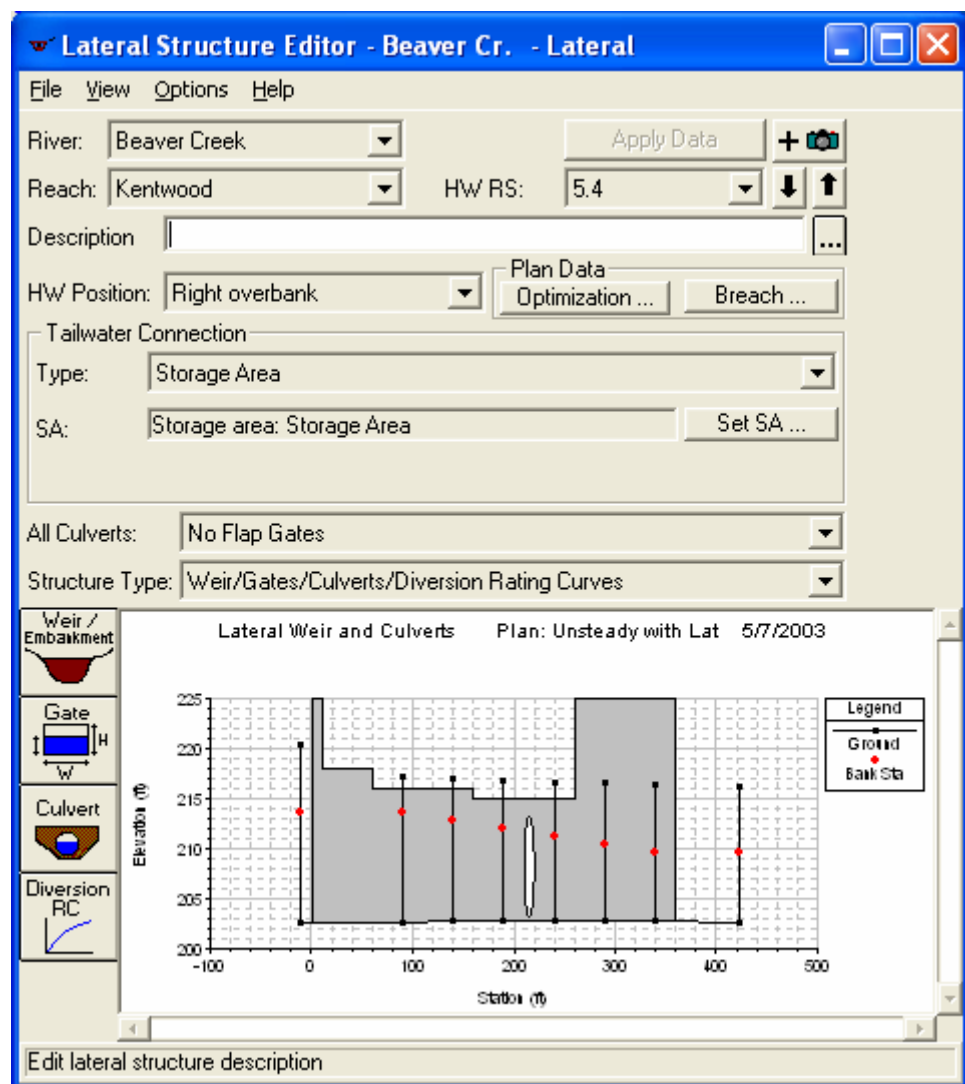 Lateral Structure Editor - Beaver Cr. - Lateral
File View Options Help
River: Beaver Creek Apply Data
Reach: Kentwood HW RS: 5.4
Description ...
Plan Data
HW Position: Right overbank Optimization ... Breach ...
Tailwater Connection
Type: Storage Area
SA: Storage area: Storage Area Set SA ...
All Culverts: No Flap Gates
Structure Type: Weir/Gates/Culverts/Diversion Rating Curves
Weir / Embankment
Gate
H
W
Culvert
Diversion
RC
Lateral Weir and Culverts Plan: Unsteady with Lat 5/7/2003
225
220
215
210
205
200
Elevation (ft)
-100 0 100 200 300 400 500
Station (ft)
Legend
Ground
Bank Sta
Edit lateral structure description